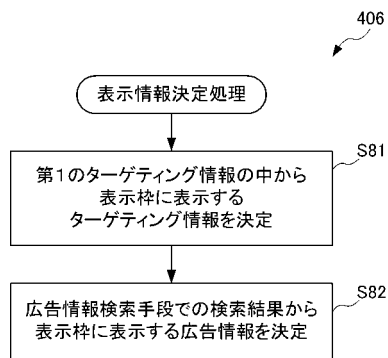 406
表示情報決定処理
S81
第1のターゲティング情報の中から
表示枠に表示する
ターゲティング情報を決定
S82
広告情報検索手段での検索結果から
表示枠に表示する広告情報を決定